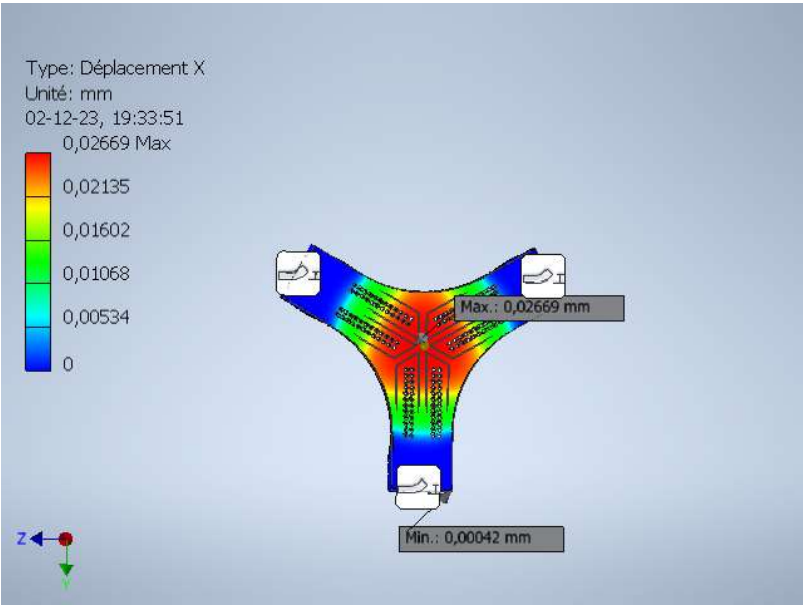 Type: Déplacement X
Unité: mm
02-12-23, 19:33:51
0,02669 Max
0,02135
0,01602
0,01068
0,00534
0
Max.: 0,02669 mm
Min.: 0,00042 mm
Z
Y